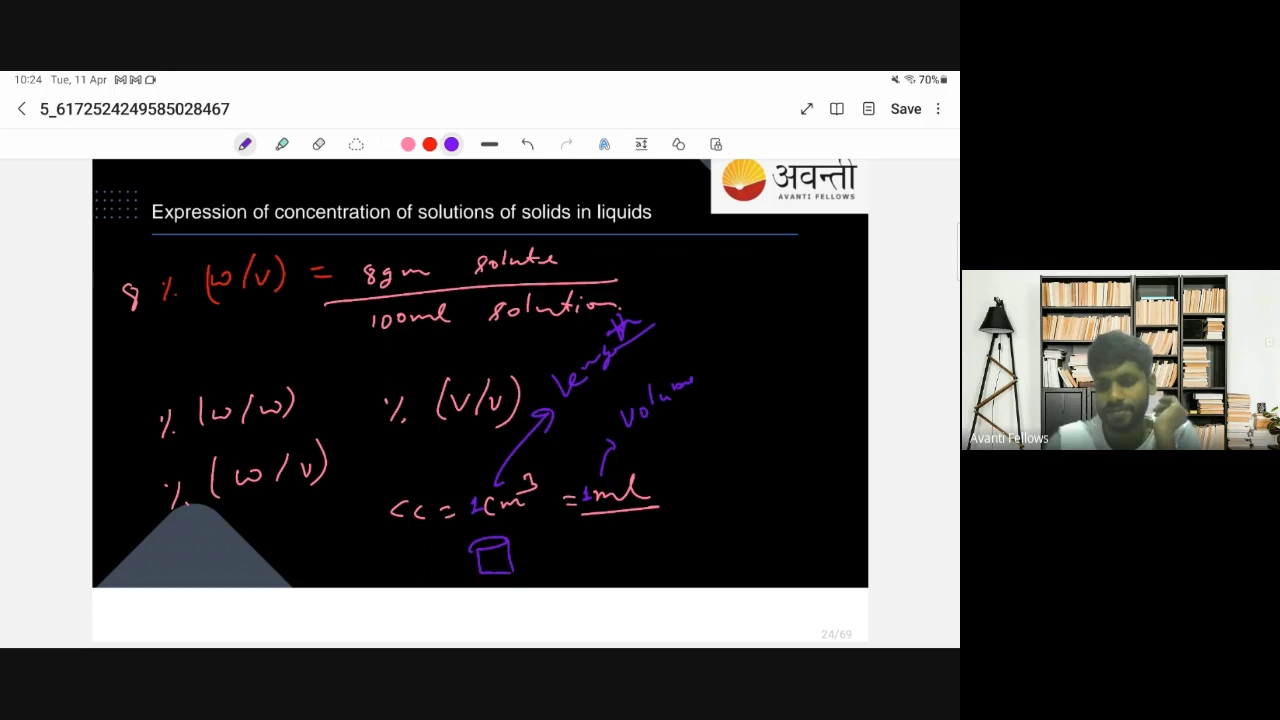 10:24 Tue, 11 Apr
70%
5_6172524249585028467
Save
अवन्ती
AVANTI FELLOWS
Expression of concentration of solutions of solids in liquids
8 % (w/v) = 8gm solute
100ml solution.
length
% (w/w) % (v/v) volume
% (w/v)
cc = 1cm³ = 1ml
24/69
Avanti Fellows